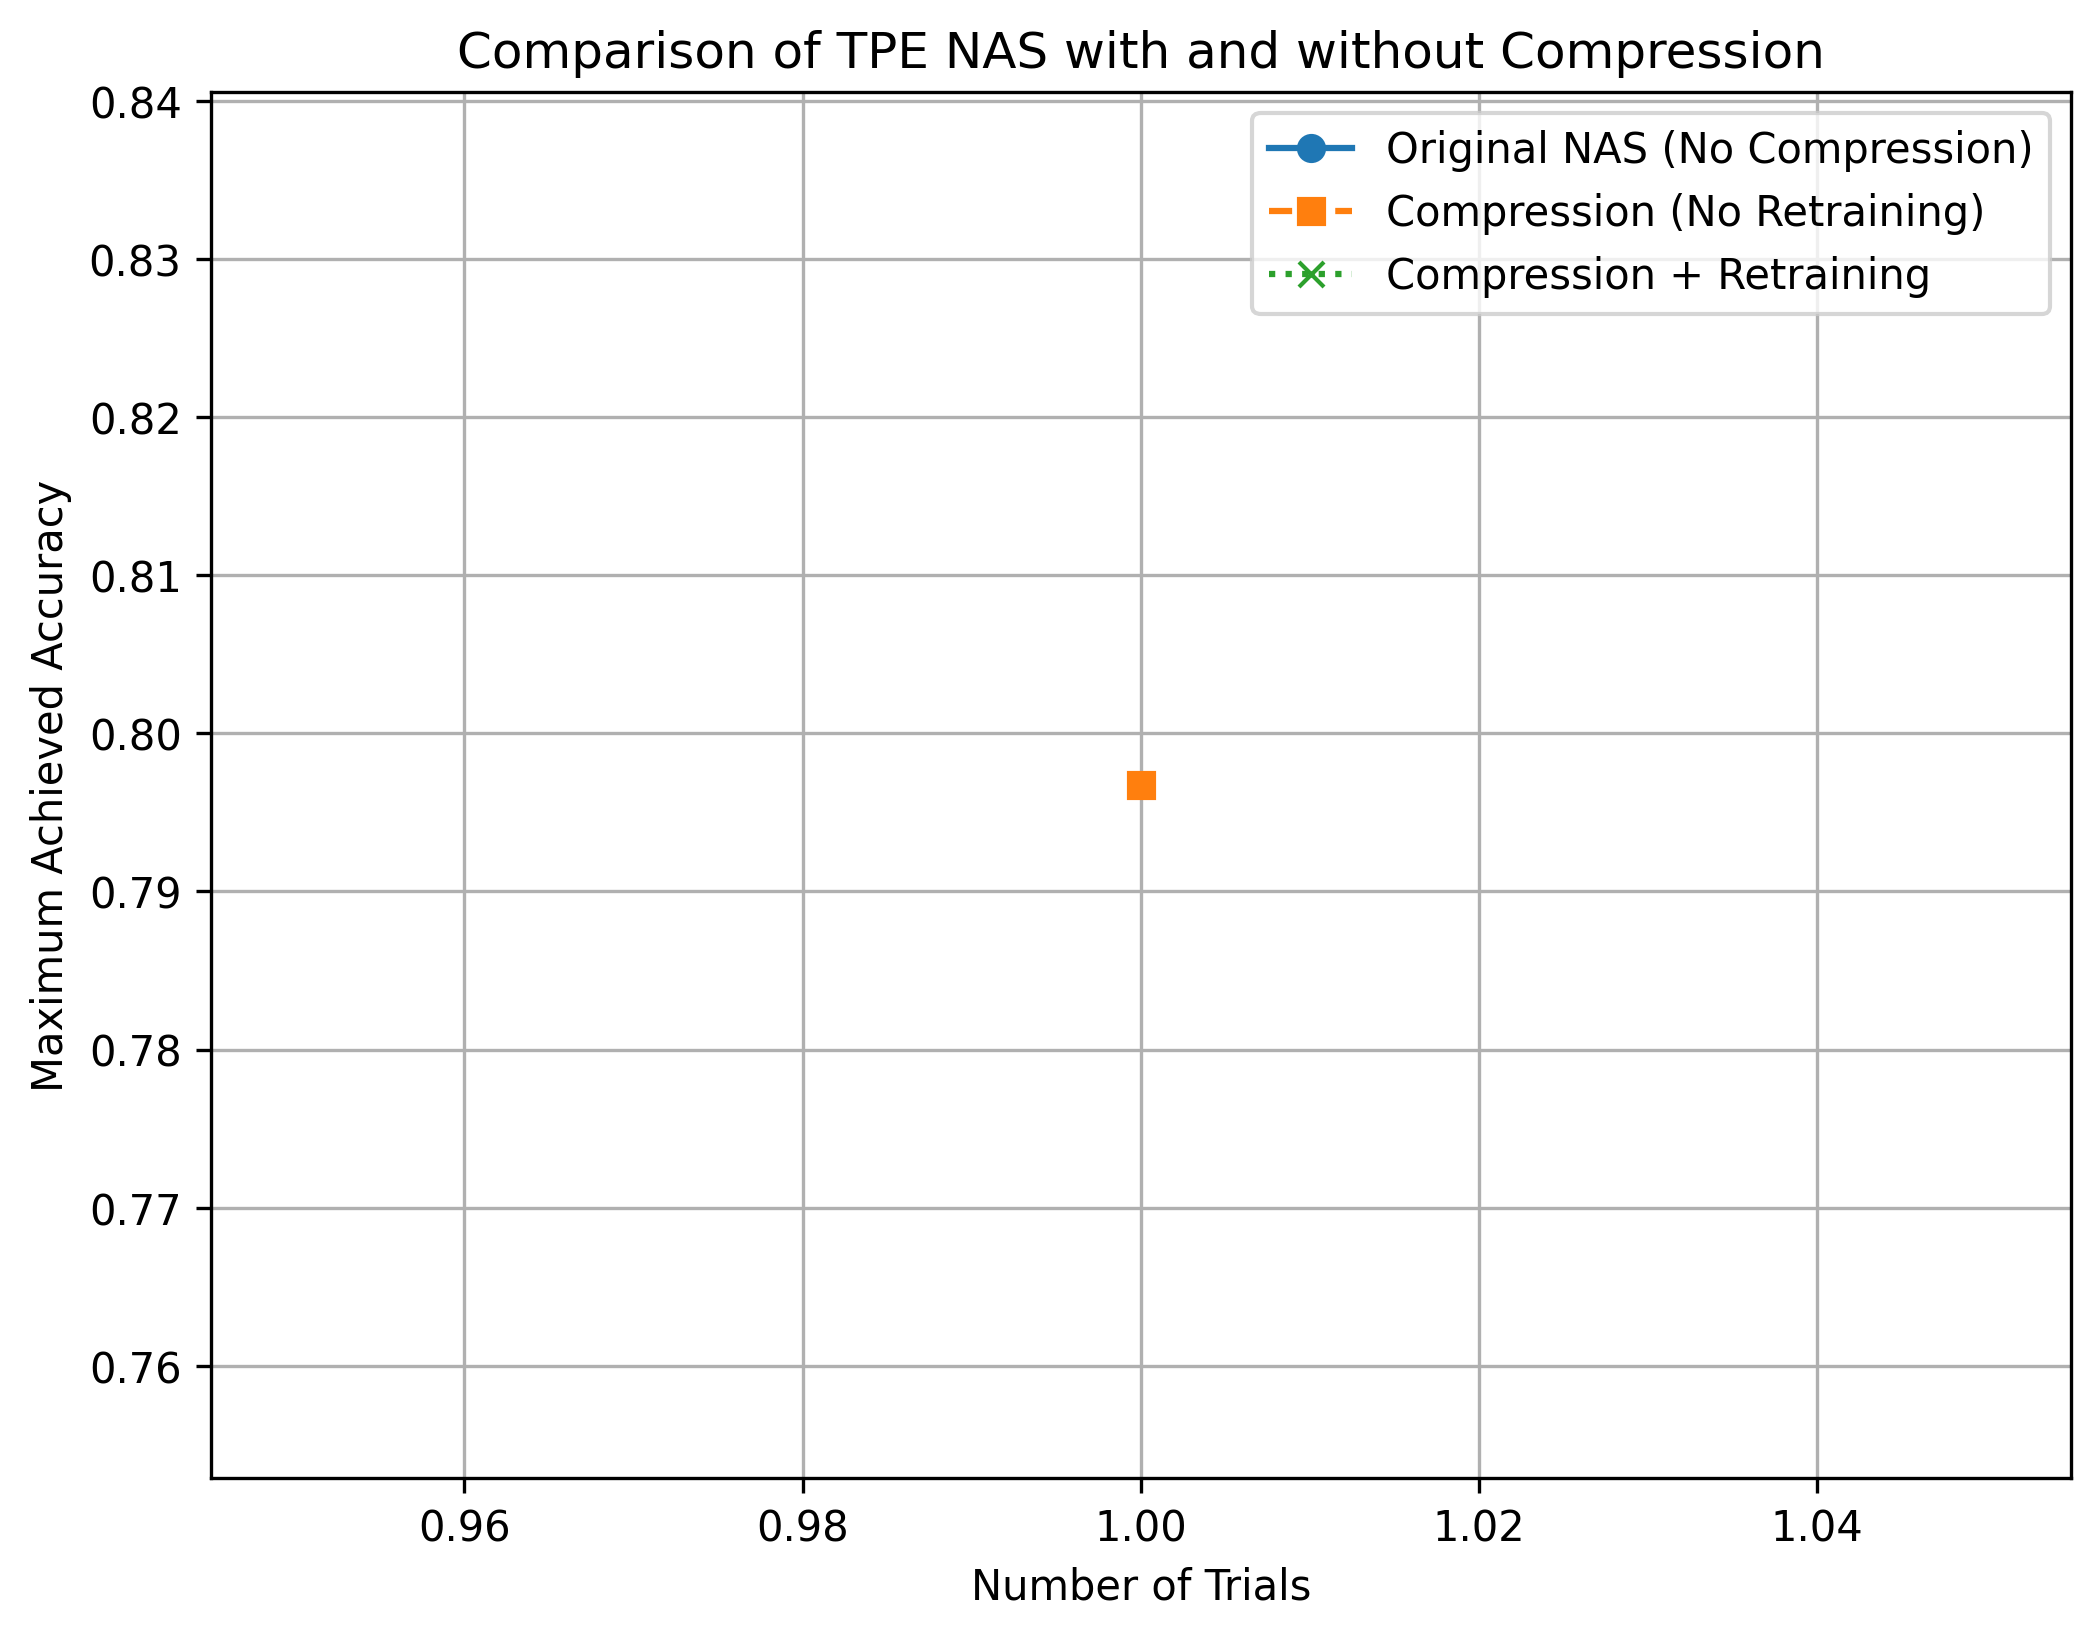 Comparison of TPE NAS with and without Compression
Original NAS (No Compression)
Compression (No Retraining)
Compression + Retraining
Maximum Achieved Accuracy
0.84
0.83
0.82
0.81
0.80
0.79
0.78
0.77
0.76
0.96 0.98 1.00 1.02 1.04
Number of Trials